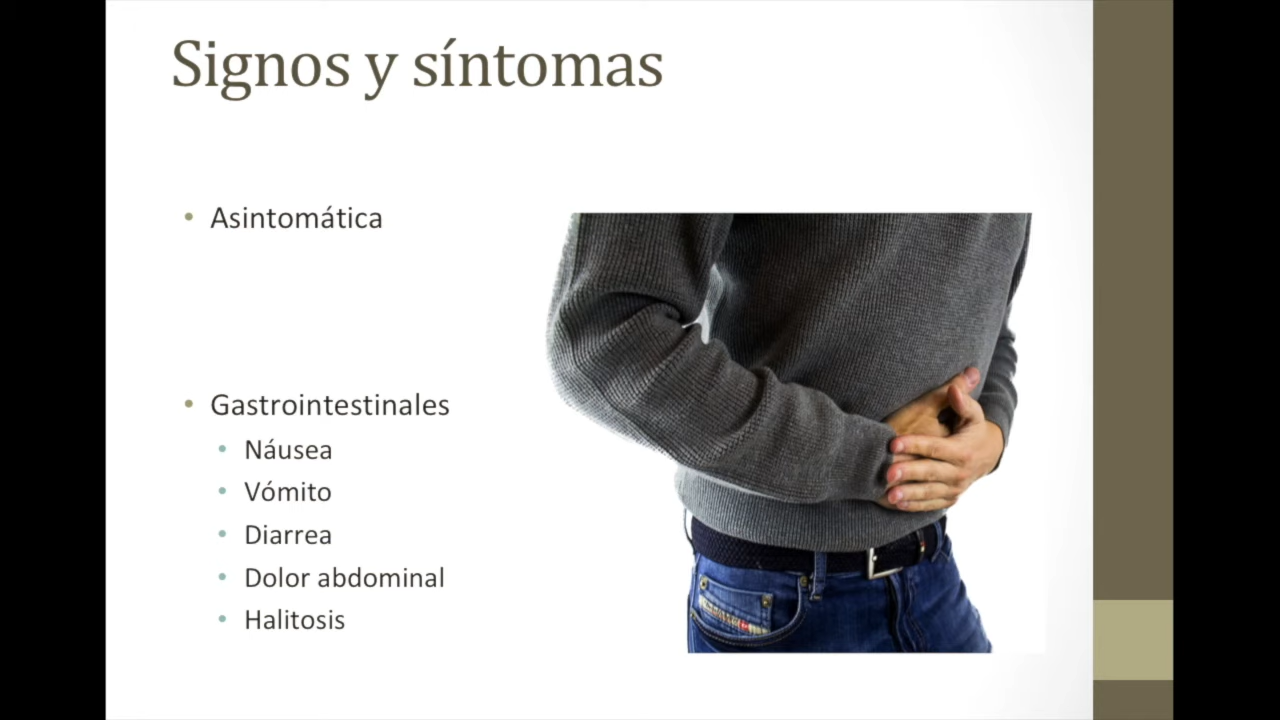 Signos y síntomas
• Asintomática
• Gastrointestinales
• Náusea
• Vómito
• Diarrea
• Dolor abdominal
• Halitosis